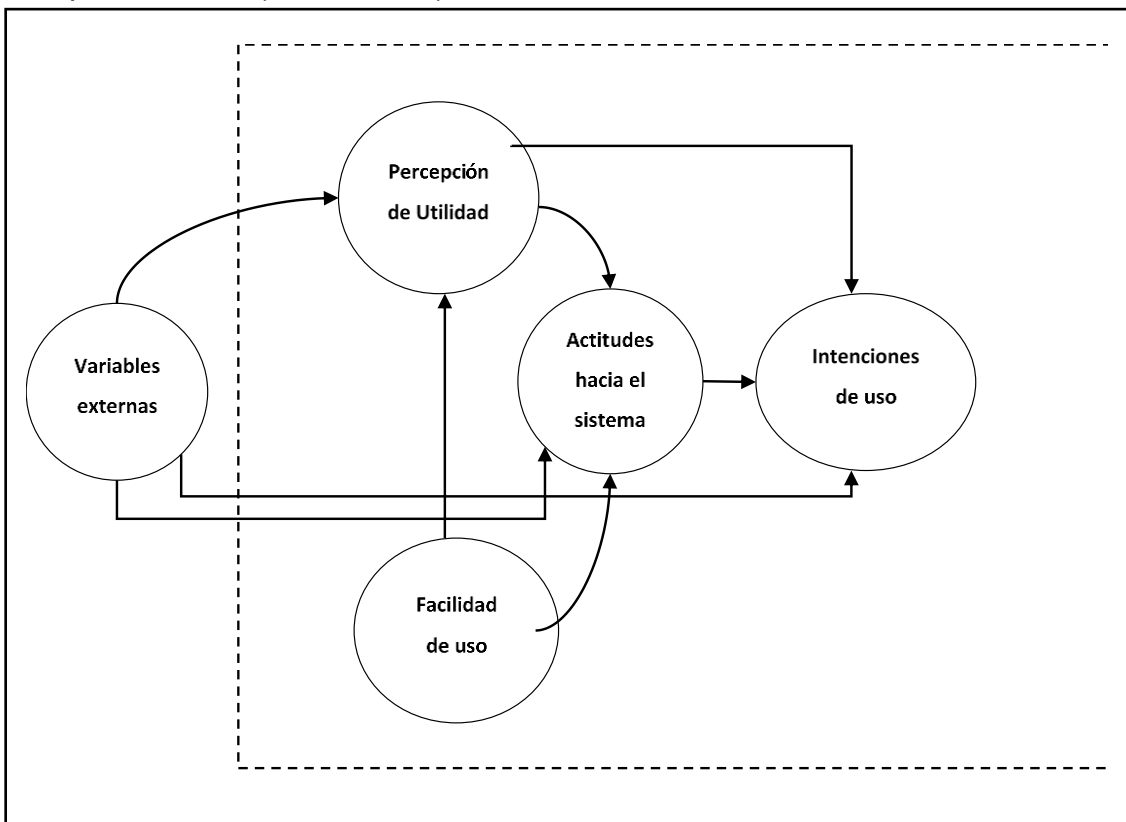 Percepción
de Utilidad
Actitudes
hacia el
sistema
Variables
externas
Intenciones
de uso
Facilidad
de uso